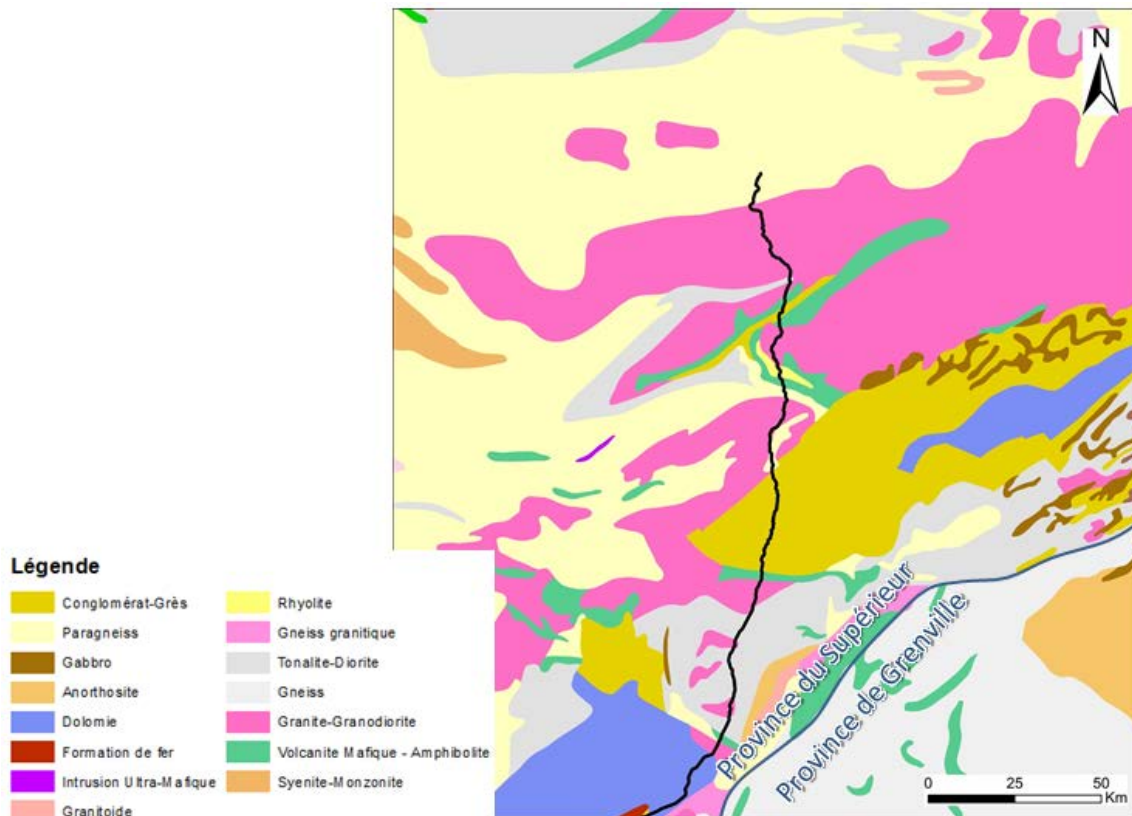 N
Province du Supérieur
Province de Grenville
0 25 50
Km
Légende
Conglomérat-Grès
Paragneiss
Gabbro
Anorthosite
Dolomie
Formation de fer
Intrusion Ultra-Mafique
Granitoide
Rhyolite
Gneiss granitique
Tonalite-Diorite
Gneiss
Granite-Granodiorite
Volcanite Mafique - Amphibolite
Syenite-Monzonite